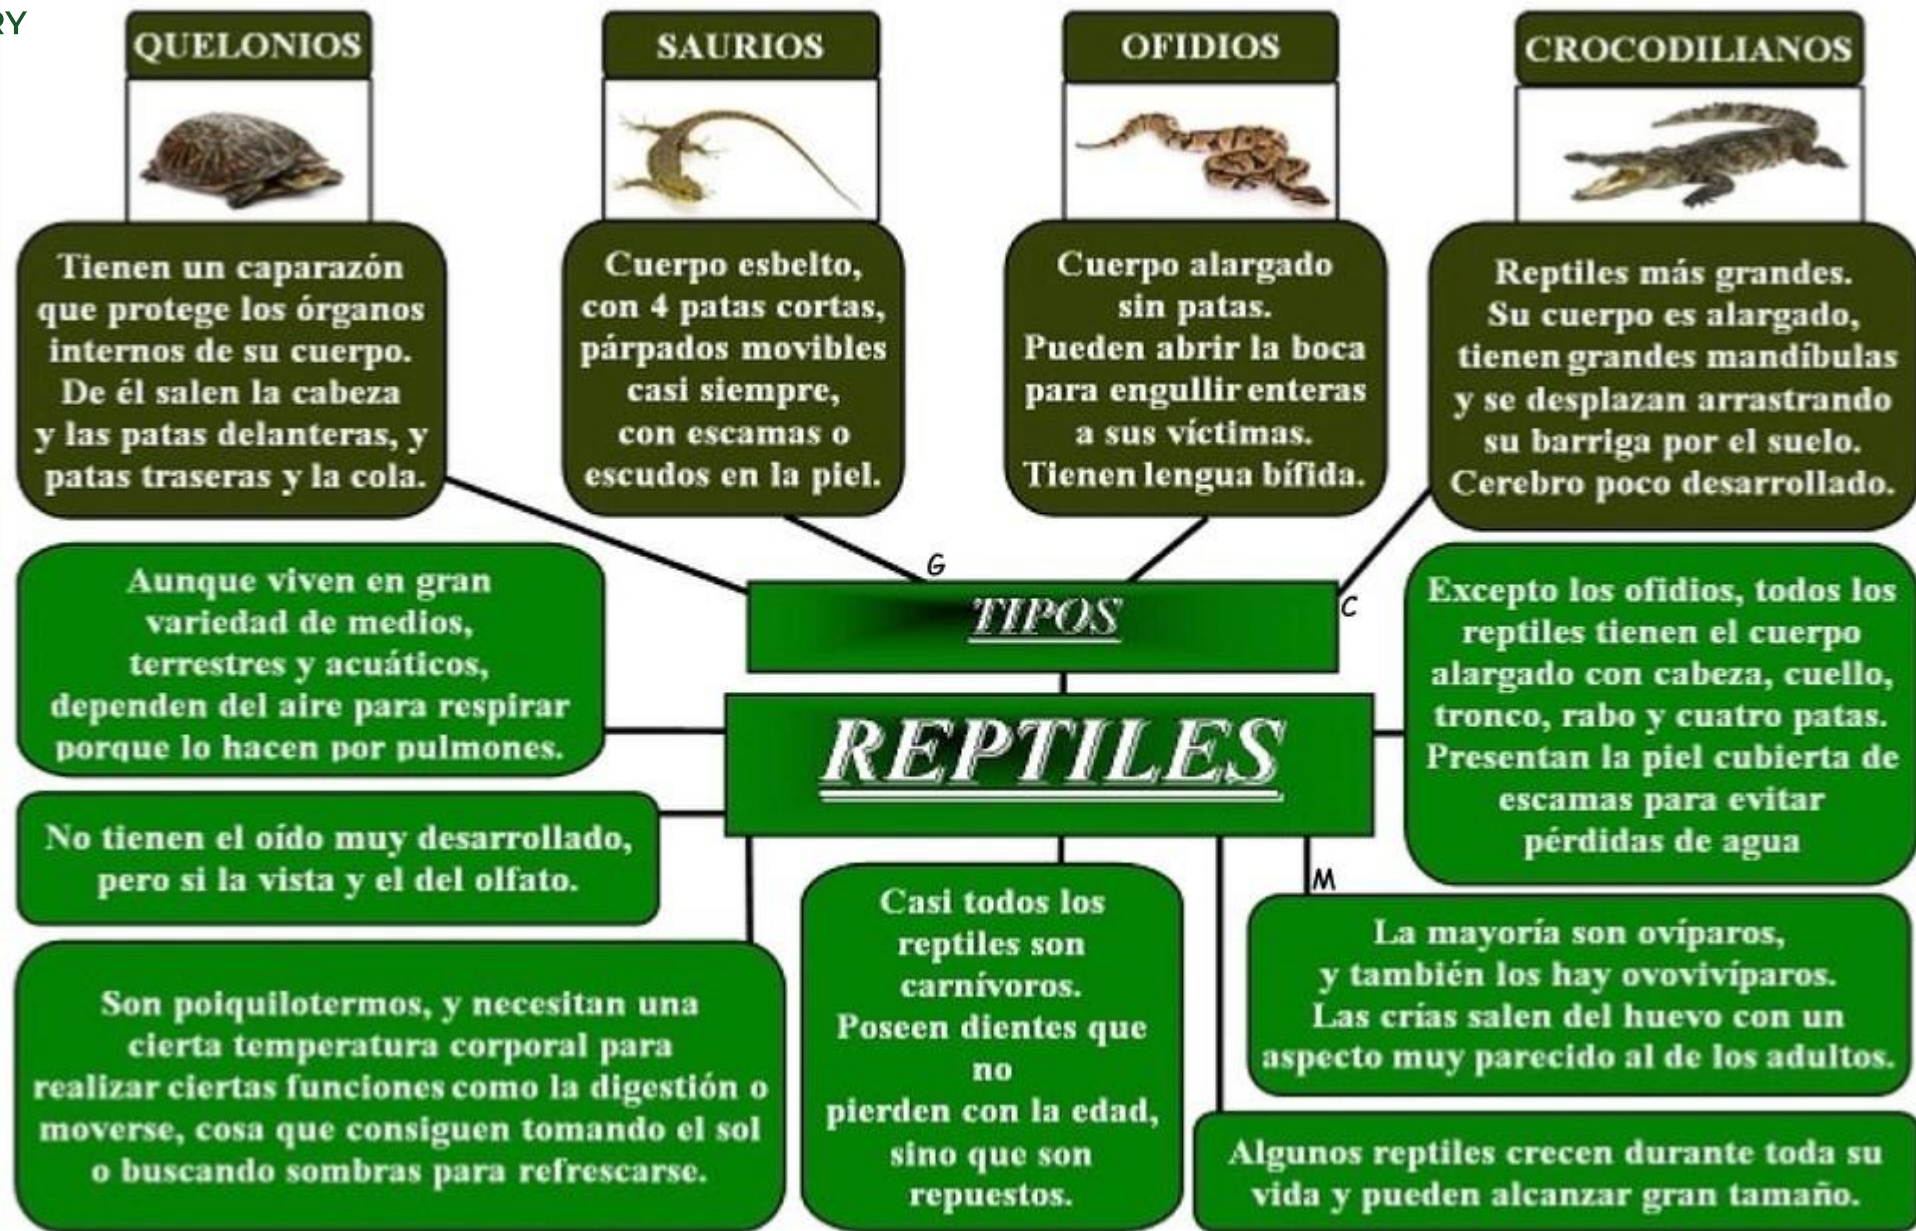 RY
QUELONIOS
SAURIOS
OFIDIOS
CROCODILIANOS
Tienen un caparazón
que protege los órganos
internos de su cuerpo.
De él salen la cabeza
y las patas delanteras, y
patas traseras y la cola.
Cuerpo esbelto,
con 4 patas cortas,
párpados movibles
casi siempre,
con escamas o
escudos en la piel.
Cuerpo alargado
sin patas.
Pueden abrir la boca
para engullir enteras
a sus víctimas.
Tienen lengua bífida.
Reptiles más grandes.
Su cuerpo es alargado,
tienen grandes mandíbulas
y se desplazan arrastrando
su barriga por el suelo.
Cerebro poco desarrollado.
G
C
TIPOS
REPTILES
Aunque viven en gran
variedad de medios,
terrestres y acuáticos,
dependen del aire para respirar
porque lo hacen por pulmones.
Excepto los ofidios, todos los
reptiles tienen el cuerpo
alargado con cabeza, cuello,
tronco, rabo y cuatro patas.
Presentan la piel cubierta de
escamas para evitar
pérdidas de agua
No tienen el oído muy desarrollado,
pero si la vista y el del olfato.
M
Son poiquilotermos, y necesitan una
cierta temperatura corporal para
realizar ciertas funciones como la digestión o
moverse, cosa que consiguen tomando el sol
o buscando sombras para refrescarse.
Casi todos los
reptiles son
carnívoros.
Poseen dientes que
no
pierden con la edad,
sino que son
repuestos.
La mayoría son ovíparos,
y también los hay ovovivíparos.
Las crías salen del huevo con un
aspecto muy parecido al de los adultos.
Algunos reptiles crecen durante toda su
vida y pueden alcanzar gran tamaño.